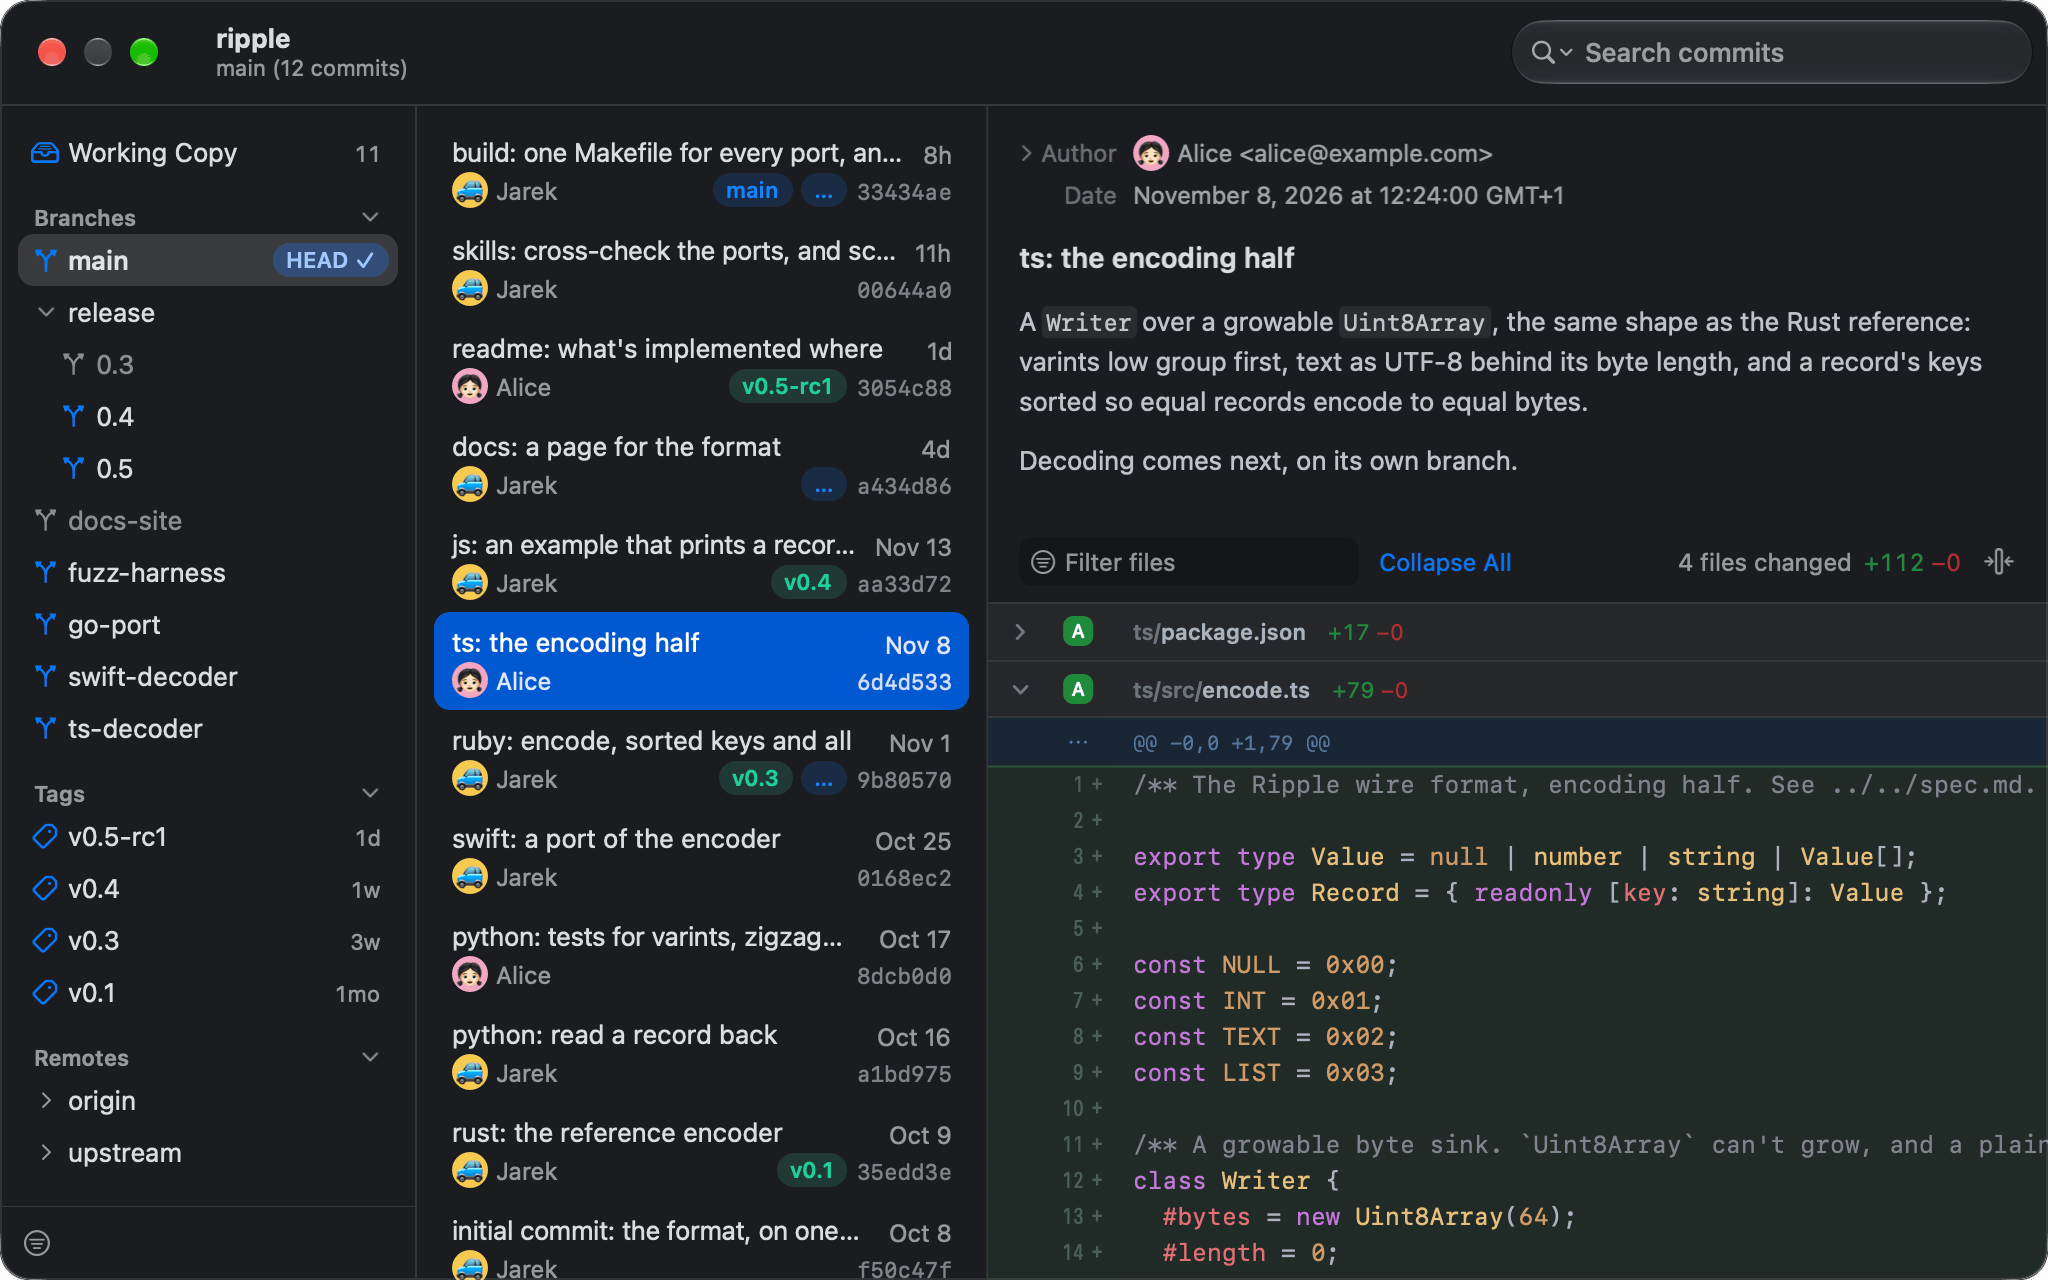 ripple
main (12 commits)
Search commits
Working Copy 11
Branches
main HEAD ✓
release
0.3
0.4
0.5
docs-site
fuzz-harness
go-port
swift-decoder
ts-decoder
Tags
v0.5-rc1 1d
v0.4 1w
v0.3 3w
v0.1 1mo
Remotes
origin
upstream
build: one Makefile for every port, an... 8h
Jarek main ... 33434ae
skills: cross-check the ports, and sc... 11h
Jarek 00644a0
readme: what's implemented where 1d
Alice v0.5-rc1 3054c88
docs: a page for the format 4d
Jarek ... a434d86
js: an example that prints a recor... Nov 13
Jarek v0.4 aa33d72
ts: the encoding half Nov 8
Alice 6d4d533
ruby: encode, sorted keys and all Nov 1
Jarek v0.3 ... 9b80570
swift: a port of the encoder Oct 25
Jarek 0168ec2
python: tests for varints, zigzag... Oct 17
Alice 8dcb0d0
python: read a record back Oct 16
Jarek a1bd975
rust: the reference encoder Oct 9
Jarek v0.1 35edd3e
initial commit: the format, on one... Oct 8
Jarek f50c47f
Author Alice <alice@example.com>
Date November 8, 2026 at 12:24:00 GMT+1
ts: the encoding half
A Writer over a growable Uint8Array, the same shape as the Rust reference:
varints low group first, text as UTF-8 behind its byte length, and a record's keys
sorted so equal records encode to equal bytes.
Decoding comes next, on its own branch.
Filter files Collapse All 4 files changed +112 −0
A ts/package.json +17 −0
A ts/src/encode.ts +79 −0
... @@ −0,0 +1,79 @@
1 + /** The Ripple wire format, encoding half. See ../../spec.md.
2 +
3 + export type Value = null | number | string | Value[];
4 + export type Record = { readonly [key: string]: Value };
5 +
6 + const NULL = 0x00;
7 + const INT = 0x01;
8 + const TEXT = 0x02;
9 + const LIST = 0x03;
10 +
11 + /** A growable byte sink. `Uint8Array` can't grow, and a plain
12 + class Writer {
13 + #bytes = new Uint8Array(64);
14 + #length = 0;